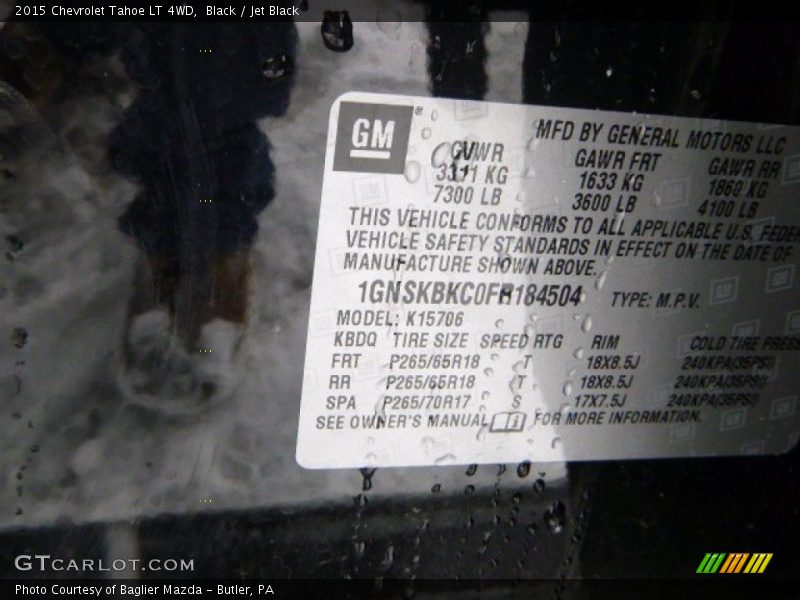 2015 Chevrolet Tahoe LT 4WD, Black / Jet Black
GM
MFD BY GENERAL MOTORS LLC
GVWR GAWR FRT GAWR RR
3311 KG 1633 KG 1860 KG
7300 LB 3600 LB 4100 LB
THIS VEHICLE CONFORMS TO ALL APPLICABLE U.S. FEDER
VEHICLE SAFETY STANDARDS IN EFFECT ON THE DATE OF
MANUFACTURE SHOWN ABOVE.
1GNSKBKC0FR184504 TYPE: M.P.V.
MODEL: K15706
KBDQ TIRE SIZE SPEED RTG RIM COLD TIRE PRESS
FRT P265/65R18 T 18X8.5J 240KPA(35PSI)
RR P265/65R18 T 18X8.5J 240KPA(35PSI)
SPA P265/70R17 S 17X7.5J 240KPA(35PSI)
SEE OWNER'S MANUAL FOR MORE INFORMATION.
GTCARLOT.COM
Photo Courtesy of Baglier Mazda - Butler, PA